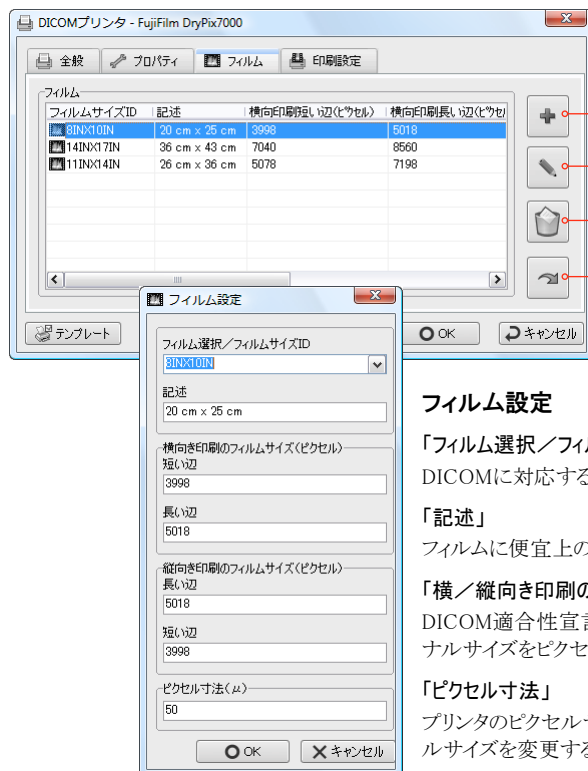 DICOMプリンタ - FujiFilm DryPix7000
全般 プロパティ フィルム 印刷設定
フィルム
フィルムサイズID 記述 横向印刷短い辺(ピクセル) 横向印刷長い辺(ピクセ
8INX10IN 20 cm x 25 cm 3998 5018
14INX17IN 36 cm x 43 cm 7040 8560
11INX14IN 26 cm x 36 cm 5078 7198
テンプレート OK キャンセル
フィルム設定
フィルム選択／フィルムサイズID
8INX10IN
記述
20 cm x 25 cm
横向き印刷のフィルムサイズ(ピクセル)
短い辺
3998
長い辺
5018
縦向き印刷のフィルムサイズ(ピクセル)
長い辺
5018
短い辺
3998
ピクセル寸法(μ)
50
OK キャンセル
フィルム設定
「フィルム選択／フィル
DICOMに対応する
「記述」
フィルムに便宜上の
「横／縦向き印刷の
DICOM適合性宣言
ナルサイズをピクセ
「ピクセル寸法」
プリンタのピクセル
ルサイズを変更する